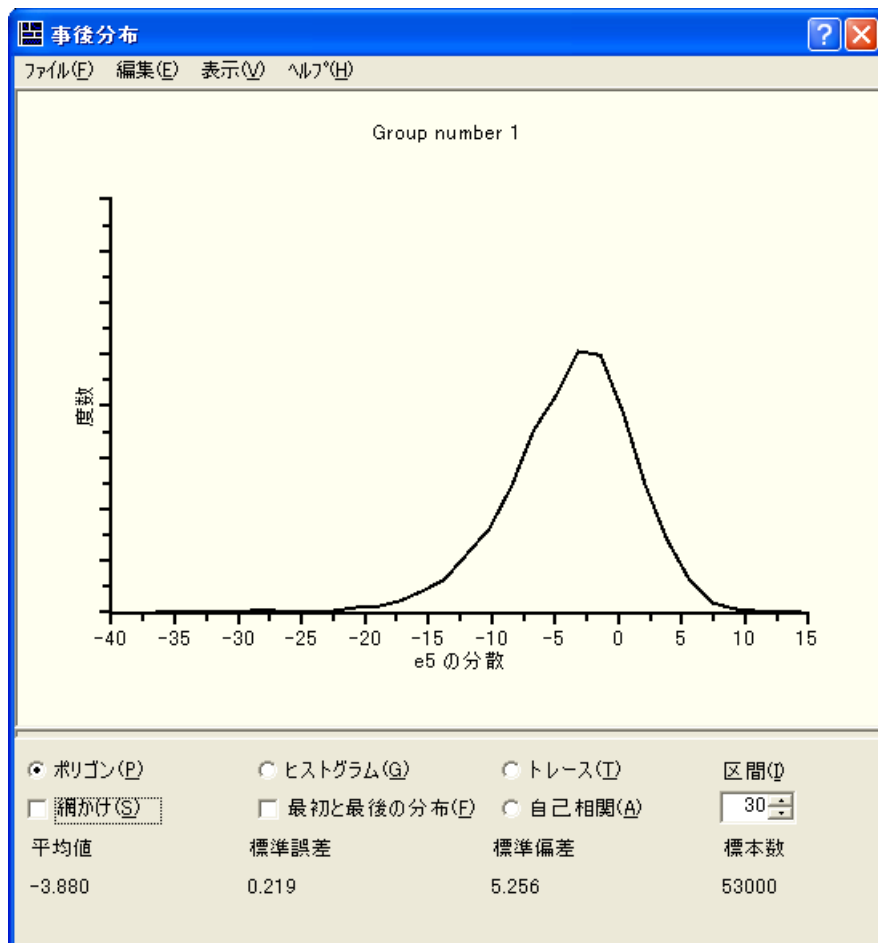 事後分布
ファイル(F) 編集(E) 表示(V) ヘルプ(H)
Group number 1
度数
-40 -35 -30 -25 -20 -15 -10 -5 0 5 10 15
e5 の分散
ポリゴン(P) ヒストグラム(G) トレース(T) 区間(I)
網かけ(S) 最初と最後の分布(F) 自己相関(A) 30
平均値 標準誤差 標準偏差 標本数
-3.880 0.219 5.256 53000